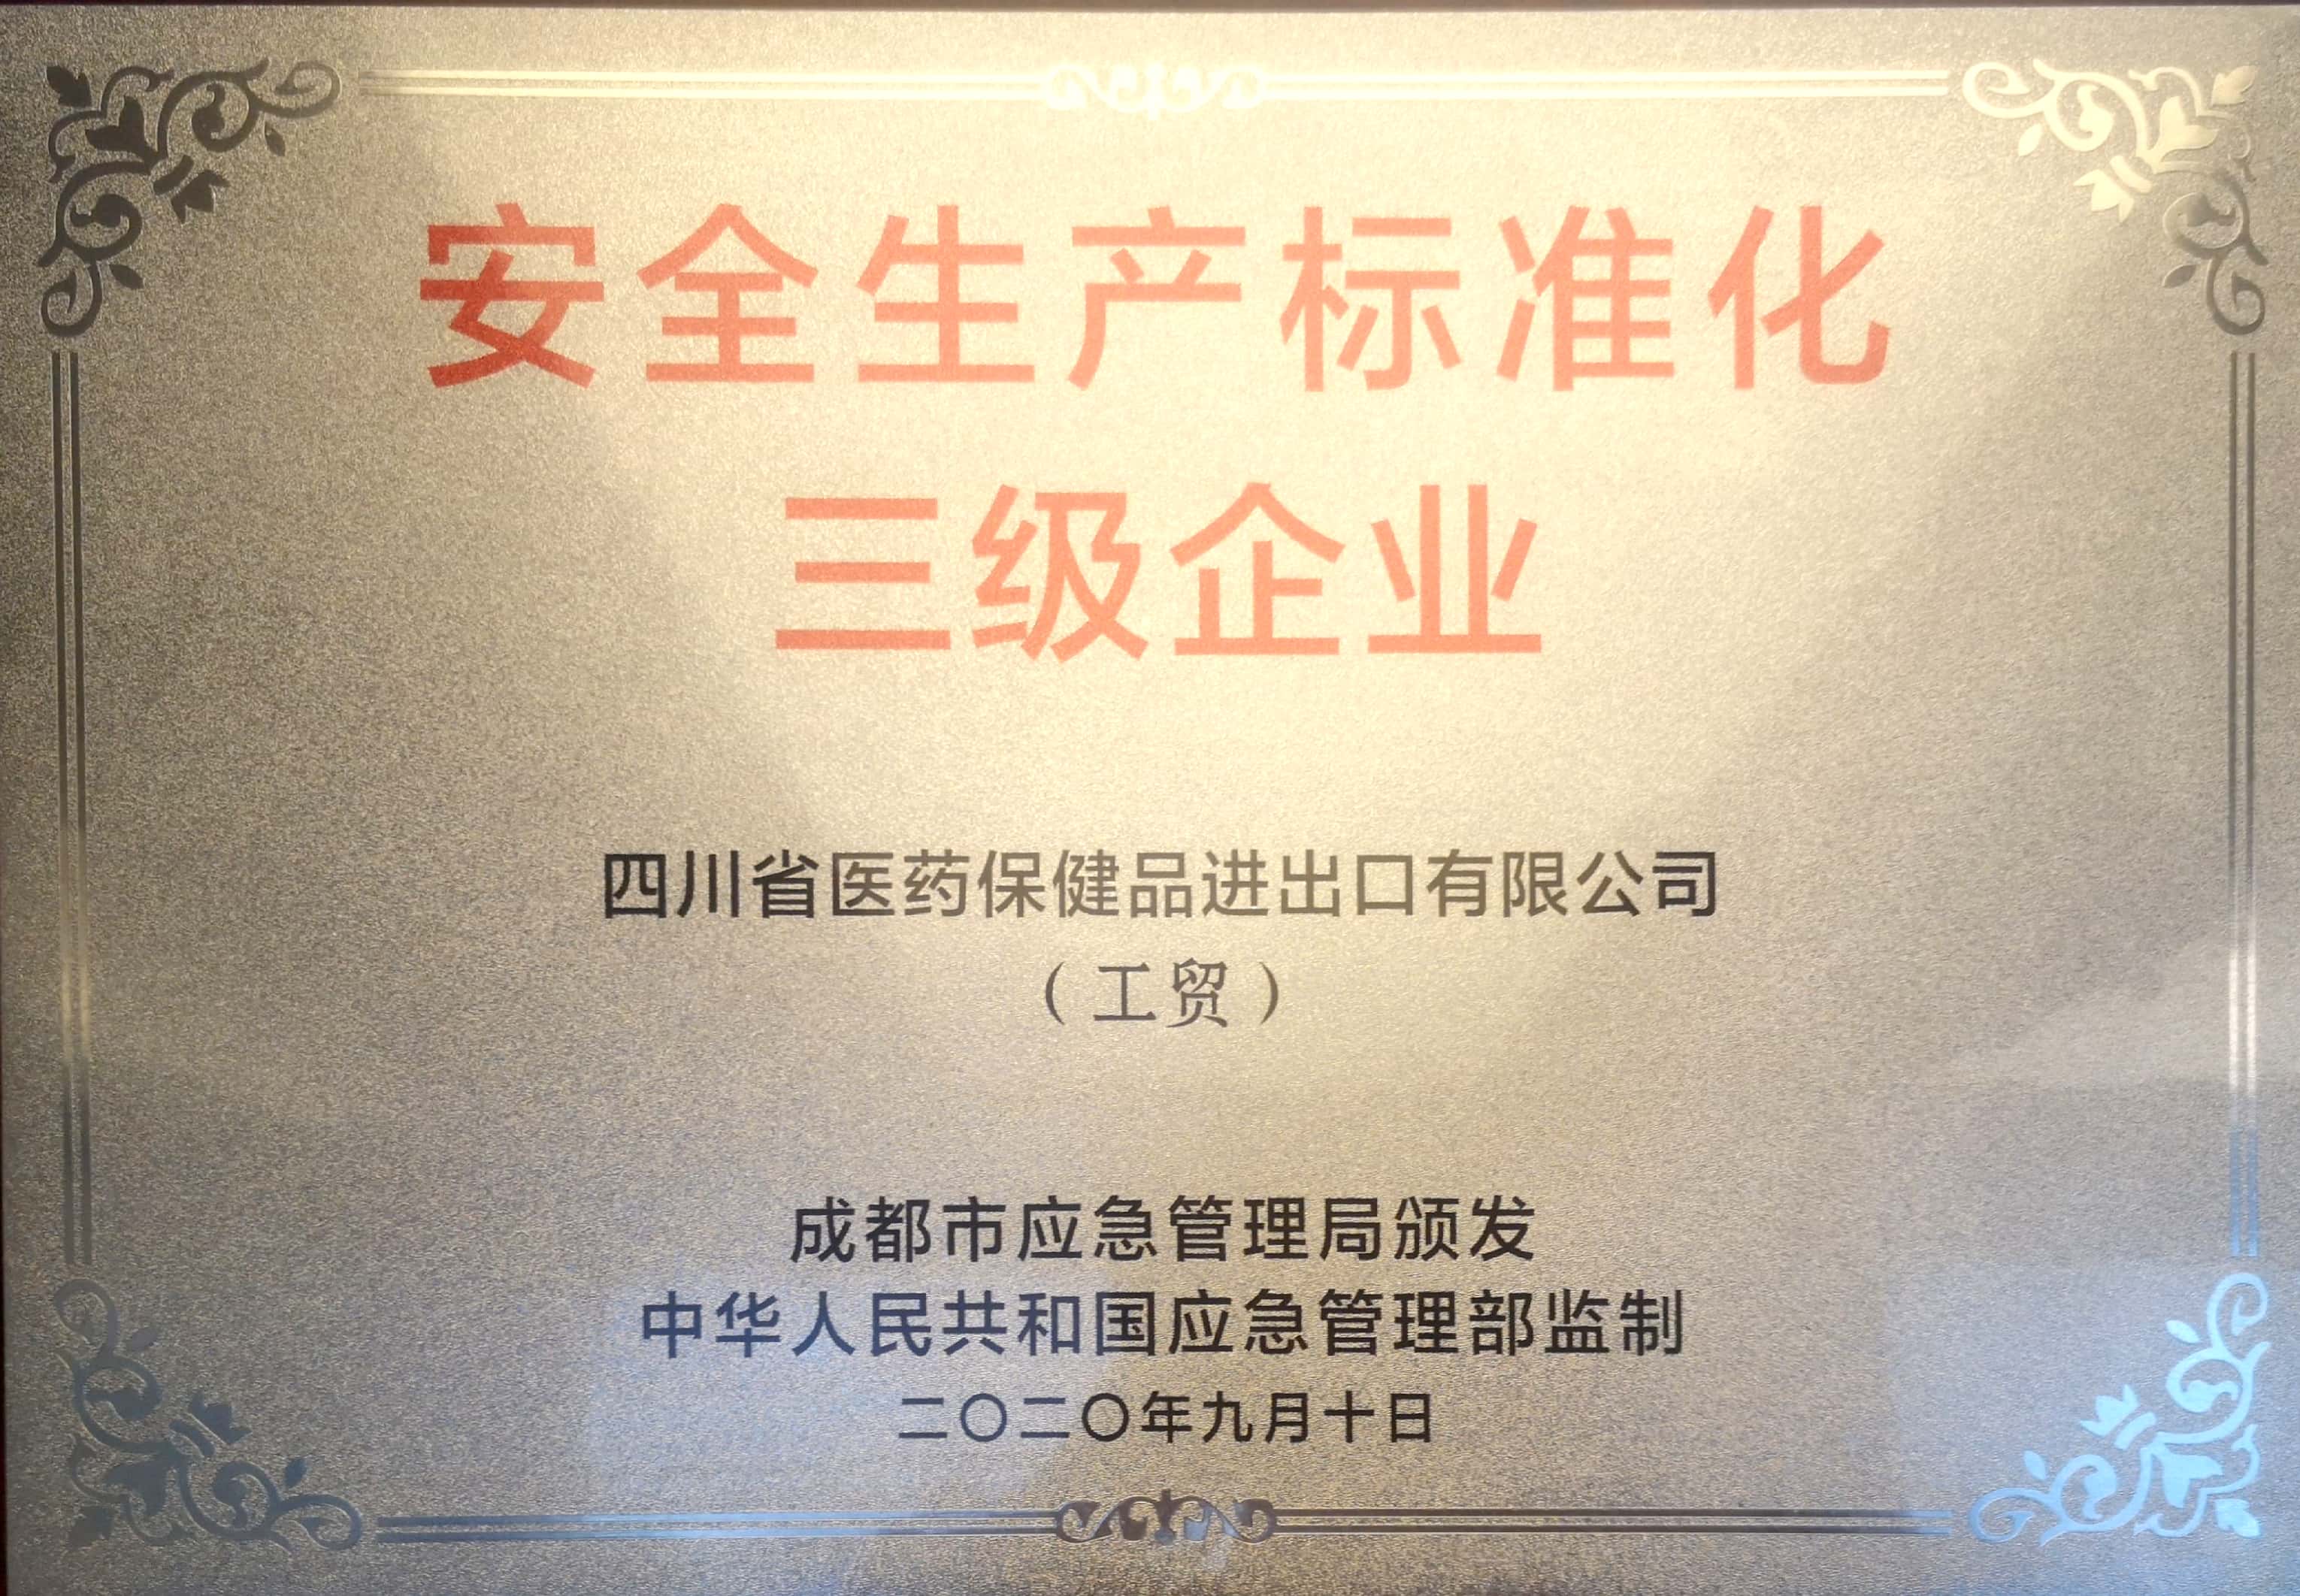 安全生产标准化
三级企业
四川省医药保健品进出口有限公司
（工贸）
成都市应急管理局颁发
中华人民共和国应急管理部监制
二〇二〇年九月十日